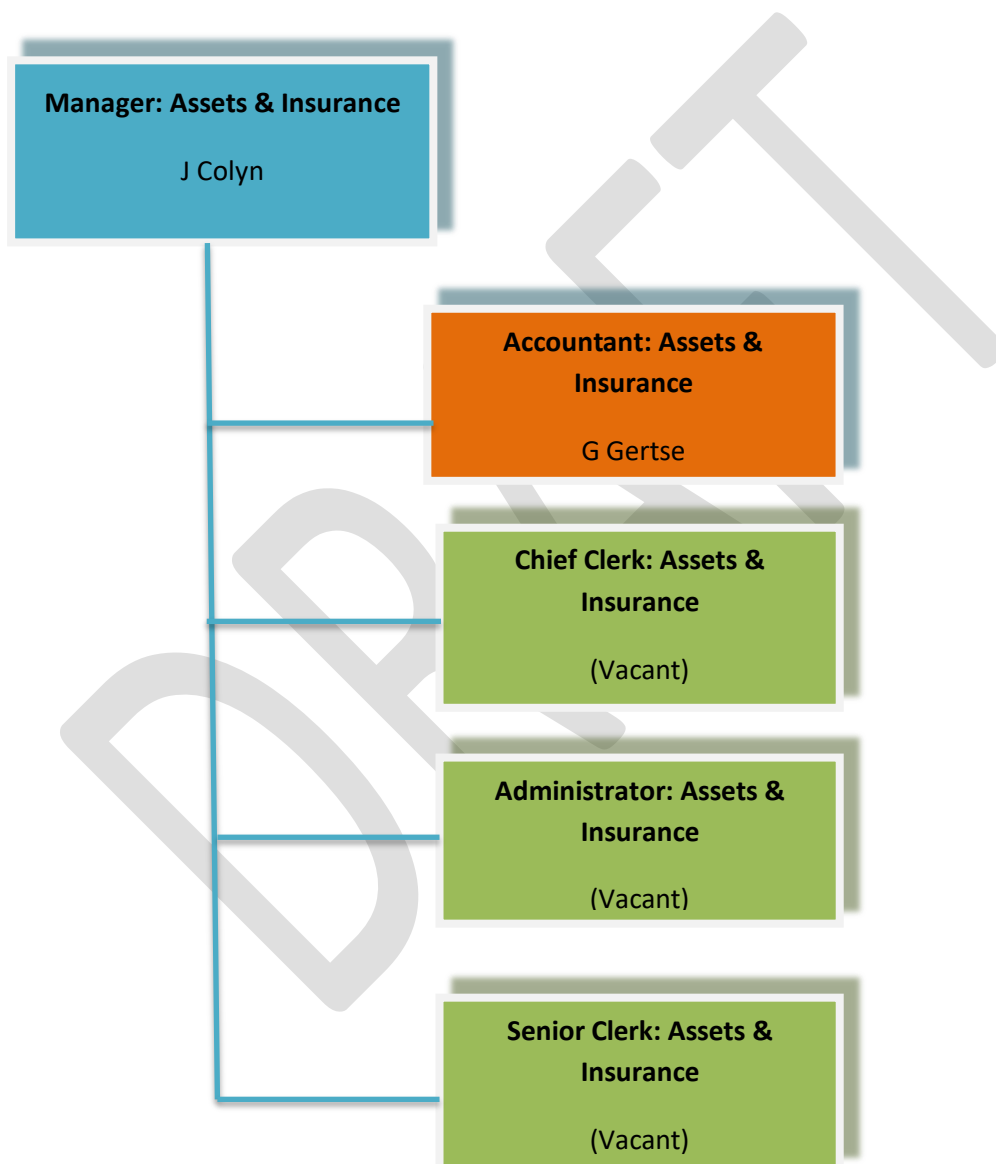 Manager: Assets & Insurance
J Colyn
Accountant: Assets &
Insurance
G Gertse
Chief Clerk: Assets &
Insurance
(Vacant)
Administrator: Assets &
Insurance
(Vacant)
Senior Clerk: Assets &
Insurance
(Vacant)
DRAFT